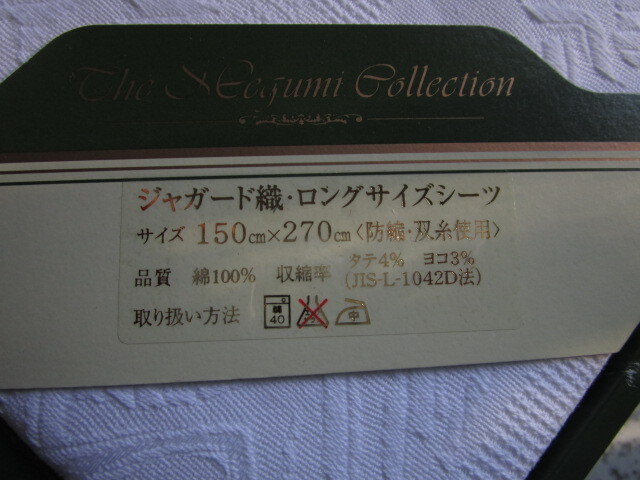 The Megumi Collection
ジャガード織・ロングサイズシーツ
サイズ 150cm×270cm〈防縮・双糸使用〉
品質 綿100% 収縮率 タテ4% ヨコ3%
(JIS-L-1042D法)
取り扱い方法 40 中